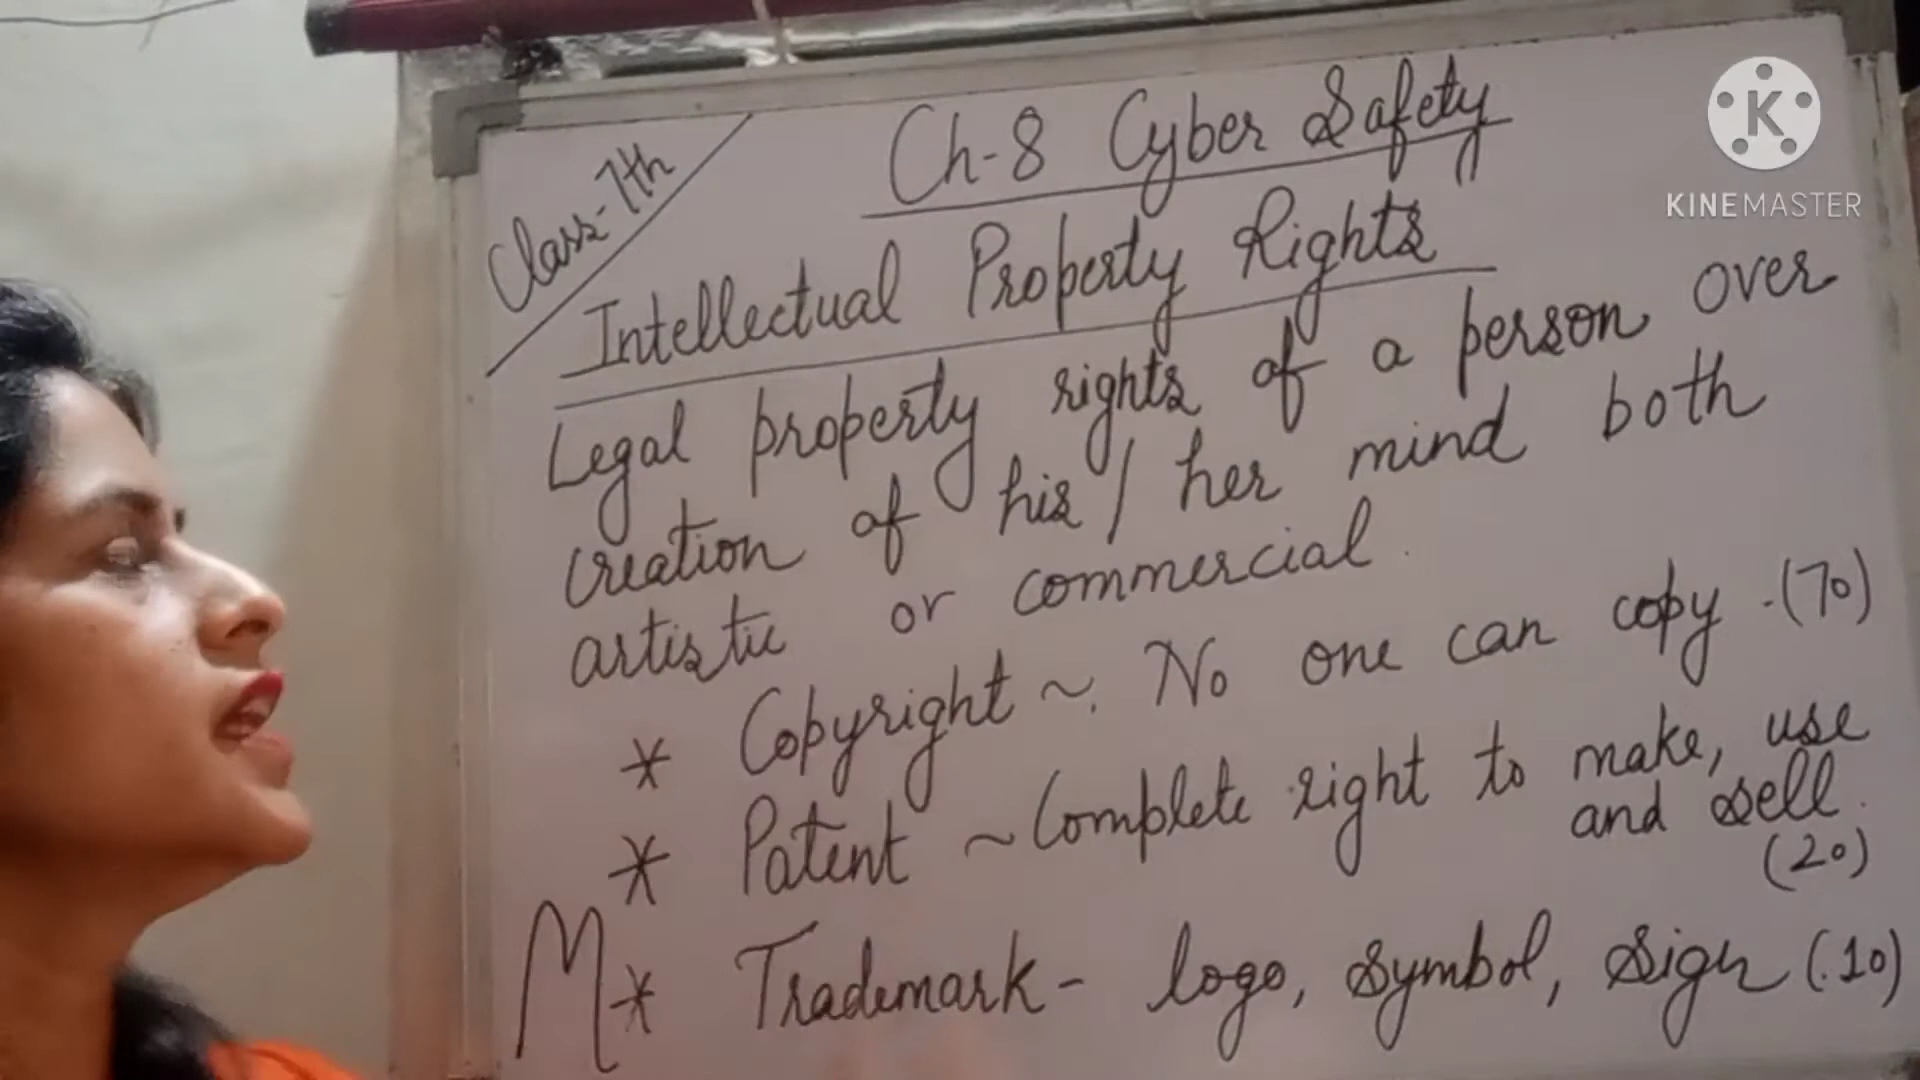 Class-7th
Ch-8 Cyber Safety
Intellectual Property Rights
Legal property rights of a person over
creation of his/her mind both
artistic or commercial.
* Copyright ~. No one can copy.(70)
* Patent ~ Complete right to make, use
and sell.
(20)
M
* Trademark - logo, symbol, sign (10)
K
KINEMASTER